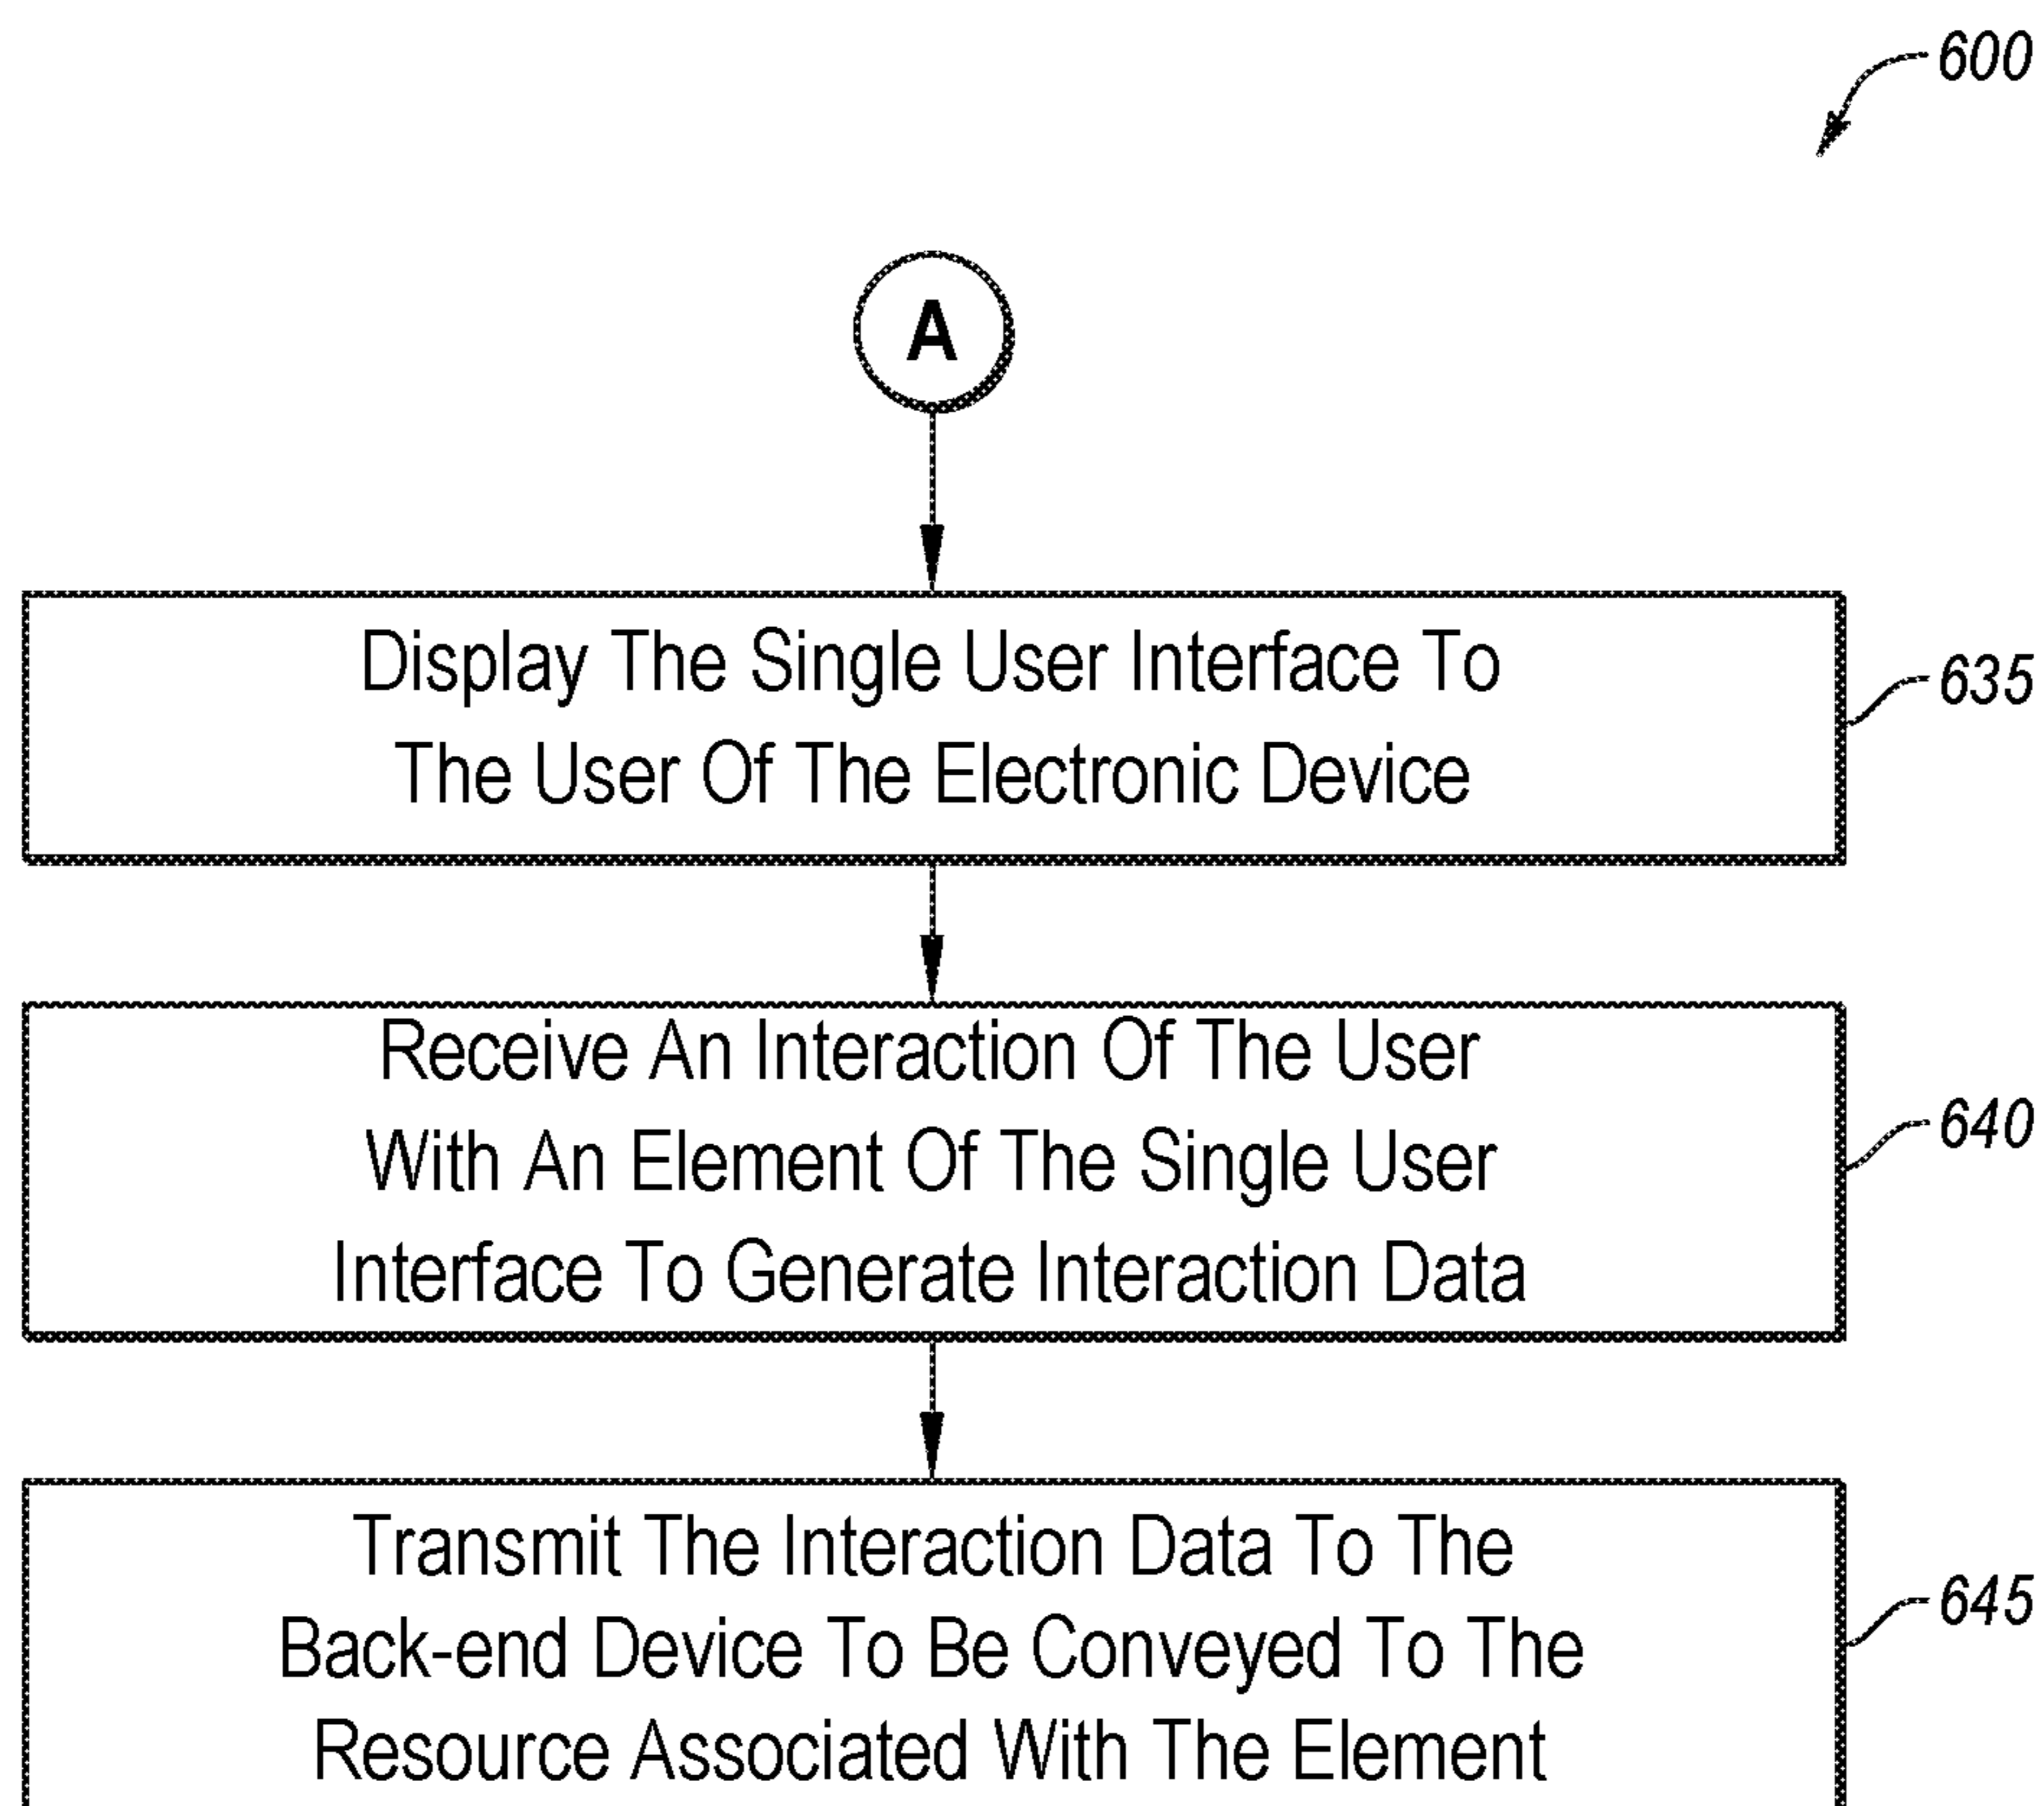 600
A
Display The Single User Interface To
The User Of The Electronic Device
635
Receive An Interaction Of The User
With An Element Of The Single User
Interface To Generate Interaction Data
640
Transmit The Interaction Data To The
Back-end Device To Be Conveyed To The
Resource Associated With The Element
645